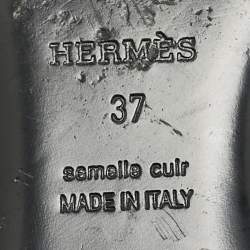 HERMÈS
37
semelle cuir
MADE IN ITALY